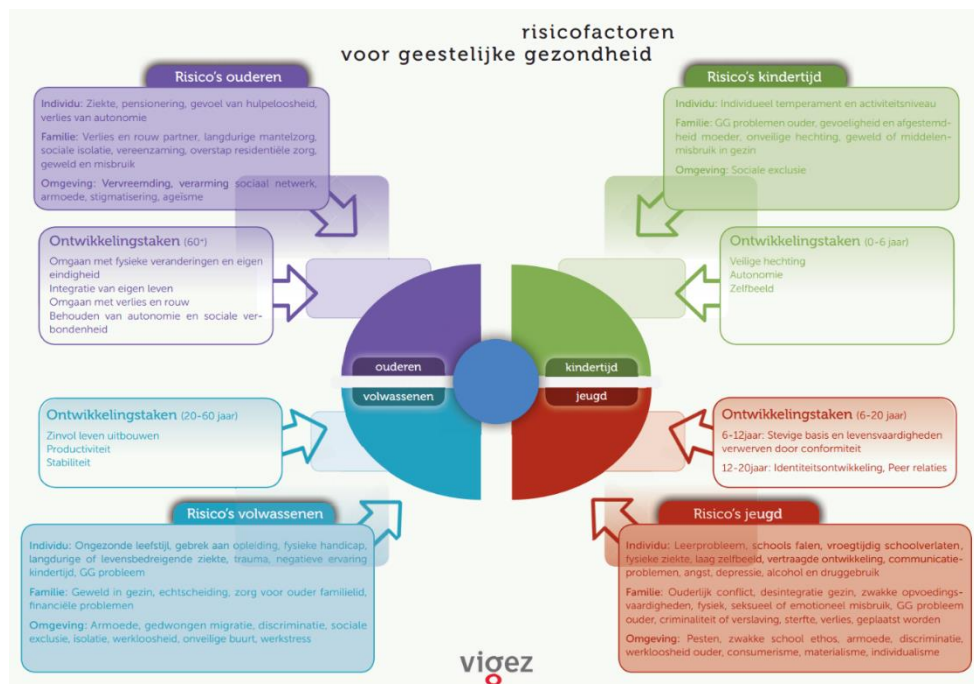 risicofactoren
voor geestelijke gezondheid
Risico's ouderen
Individu: Ziekte, pensionering, gevoel van hulpeloosheid,
verlies van autonomie
Familie: Verlies en rouw partner, langdurige mantelzorg,
sociale isolatie, vereenzaming, overstap residentiële zorg,
geweld en misbruik
Omgeving: Vervreemding, verarming sociaal netwerk,
armoede, stigmatisering, ageïsme
Ontwikkelingstaken (60+)
Omgaan met fysieke veranderingen en eigen
eindigheid
Integratie van eigen leven
Omgaan met verlies en rouw
Behouden van autonomie en sociale ver-
bondenheid
Risico's kindertijd
Individu: Individueel temperament en activiteitsniveau
Familie: GG problemen ouder, gevoeligheid en afgestemd-
heid moeder, onveilige hechting, geweld of middelen-
misbruik in gezin
Omgeving: Sociale exclusie
Ontwikkelingstaken (0-6 jaar)
Veilige hechting
Autonomie
Zelfbeeld
ouderen
kindertijd
volwassenen
jeugd
Ontwikkelingstaken (20-60 jaar)
Zinvol leven uitbouwen
Productiviteit
Stabiliteit
Risico's volwassenen
Individu: Ongezonde leefstijl, gebrek aan opleiding, fysieke handicap,
langdurige of levensbedreigende ziekte, trauma, negatieve ervaring
kindertijd, GG probleem
Familie: Geweld in gezin, echtscheiding, zorg voor ouder familielid,
financiële problemen
Omgeving: Armoede, gedwongen migratie, discriminatie, sociale
exclusie, isolatie, werkloosheid, onveilige buurt, werkstress
Ontwikkelingstaken (6-20 jaar)
6-12jaar: Stevige basis en levensvaardigheden
verwerven door conformiteit
12-20jaar: Identiteitsontwikkeling, Peer relaties
Risico's jeugd
Individu: Leerprobleem, schools falen, vroegtijdig schoolverlaten,
fysieke ziekte, laag zelfbeeld, vertraagde ontwikkeling, communicatie-
problemen, angst, depressie, alcohol en druggebruik
Familie: Ouderlijk conflict, desintegratie gezin, zwakke opvoedings-
vaardigheden, fysiek, seksueel of emotioneel misbruik, GG probleem
ouder, criminaliteit of verslaving, sterfte, verlies, geplaatst worden
Omgeving: Pesten, zwakke school ethos, armoede, discriminatie,
werkloosheid ouder, consumerisme, materialisme, individualisme
vigez